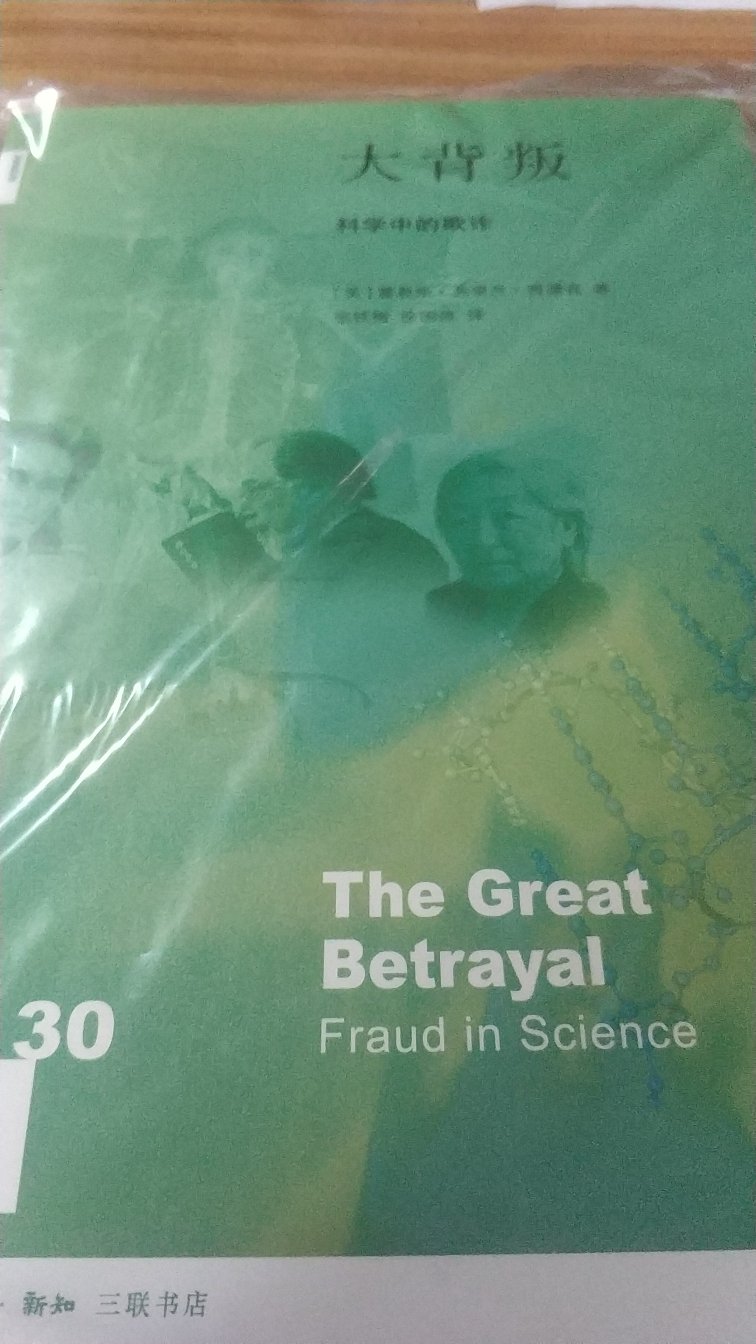 大背叛
科学中的欺诈
The Great
Betrayal
Fraud in Science
30
新知 三联书店